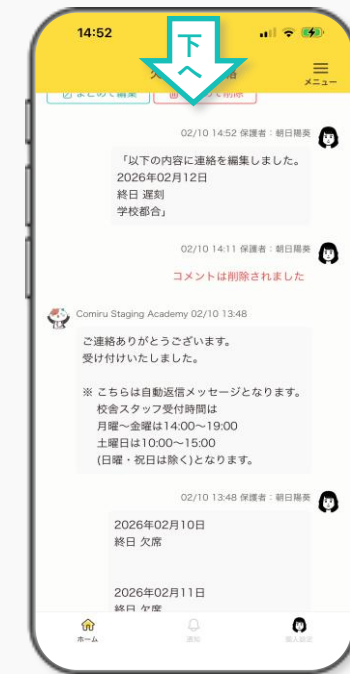 14:52
下
へ
メニュー
02/10 14:52 保護者：朝日陽葵
「以下の内容に連絡を編集しました。
2026年02月12日
終日 遅刻
学校都合」
02/10 14:11 保護者：朝日陽葵
コメントは削除されました
Comiru Staging Academy 02/10 13:48
ご連絡ありがとうございます。
受け付けいたしました。
※ こちらは自動返信メッセージとなります。
校舎スタッフ受付時間は
月曜～金曜は14:00～19:00
土曜日は10:00～15:00
(日曜・祝日は除く)となります。
02/10 13:48 保護者：朝日陽葵
2026年02月10日
終日 欠席
2026年02月11日
終日 欠席
ホーム
通知
個人設定